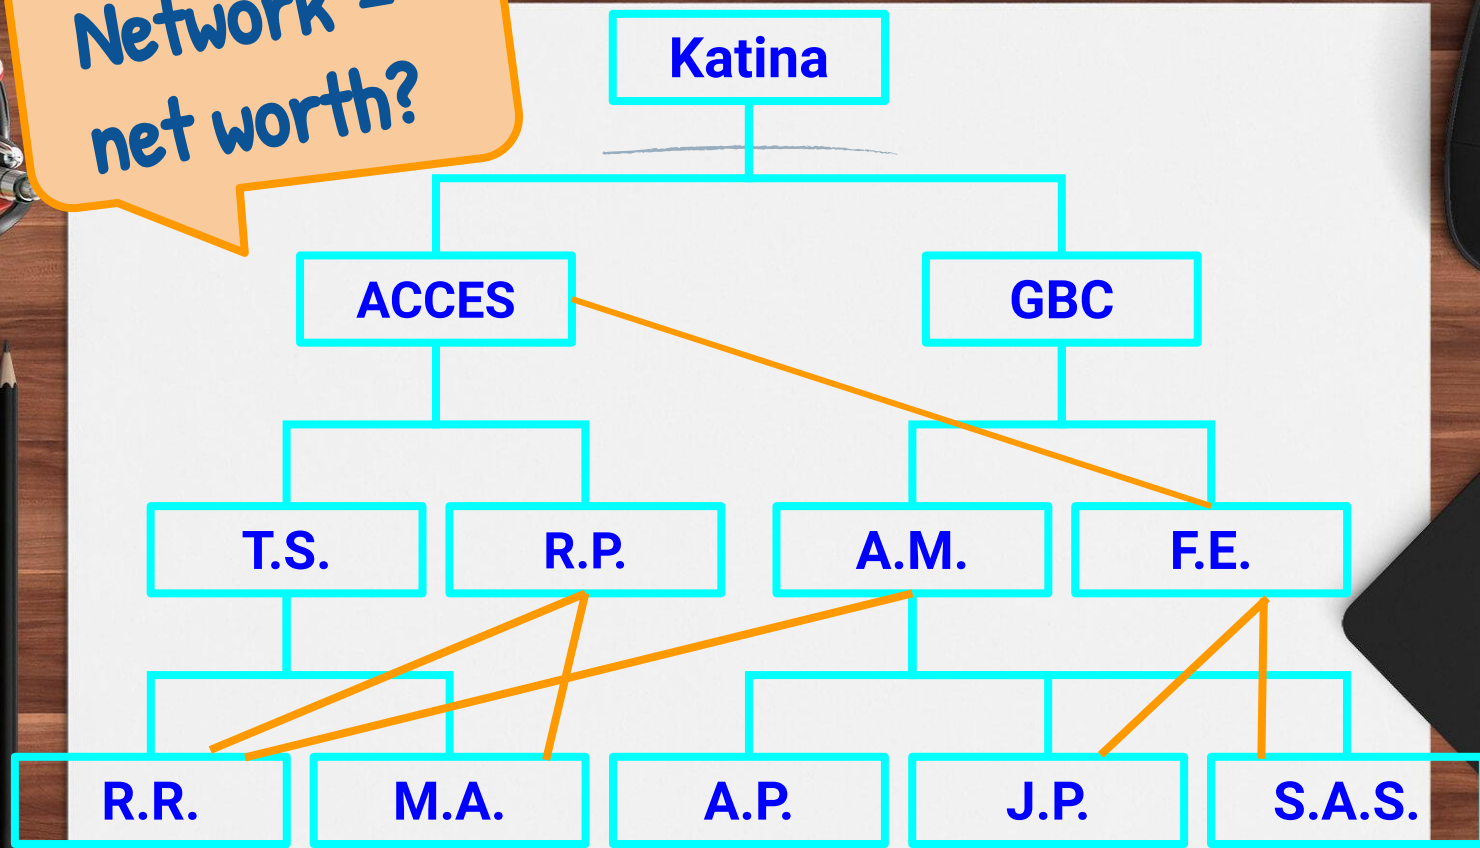 Network =
net worth?
Katina
ACCES
GBC
T.S.
R.P.
A.M.
F.E.
R.R.
M.A.
A.P.
J.P.
S.A.S.